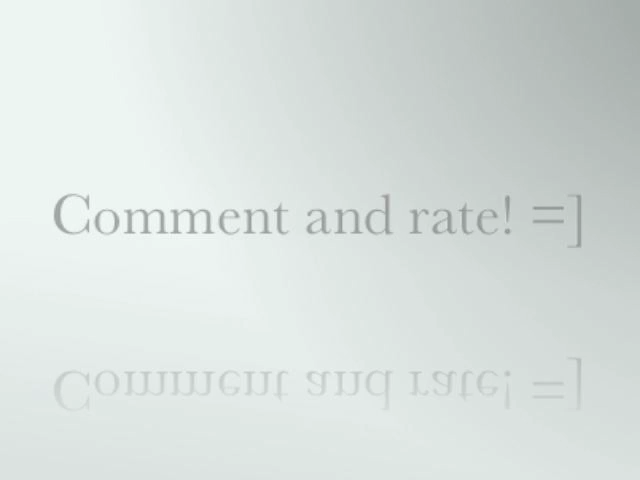 Comment and rate! =]